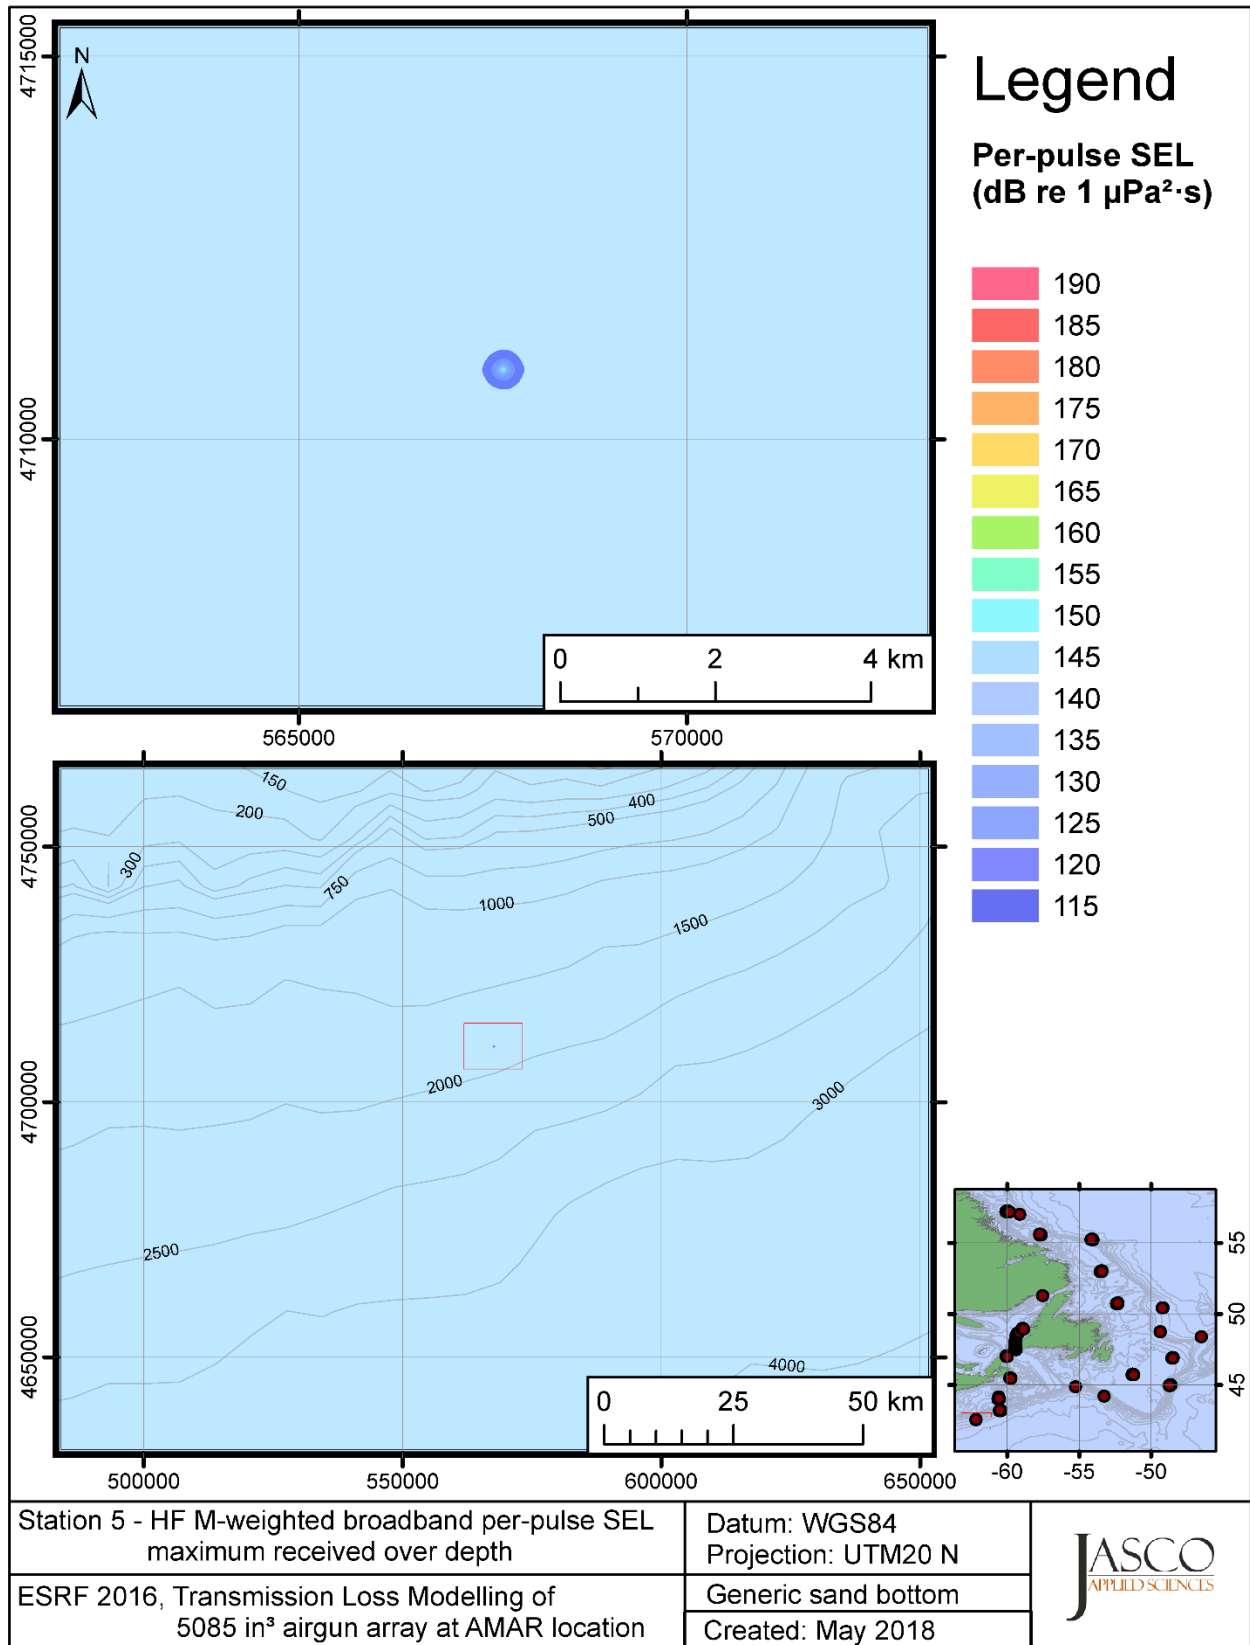 N
4715000
4710000
0 2 4 km
565000 570000
Legend
Per-pulse SEL
(dB re 1 µPa²·s)
190
185
180
175
170
165
160
155
150
145
140
135
130
125
120
115
150
200
300
400
500
750
1000
1500
2000
2500
3000
4000
4750000
4700000
4650000
0 25 50 km
500000 550000 600000 650000
55
50
45
-60 -55 -50
Station 5 - HF M-weighted broadband per-pulse SEL
maximum received over depth
ESRF 2016, Transmission Loss Modelling of
5085 in³ airgun array at AMAR location
Datum: WGS84
Projection: UTM20 N
Generic sand bottom
Created: May 2018
JASCO
APPLIED SCIENCES